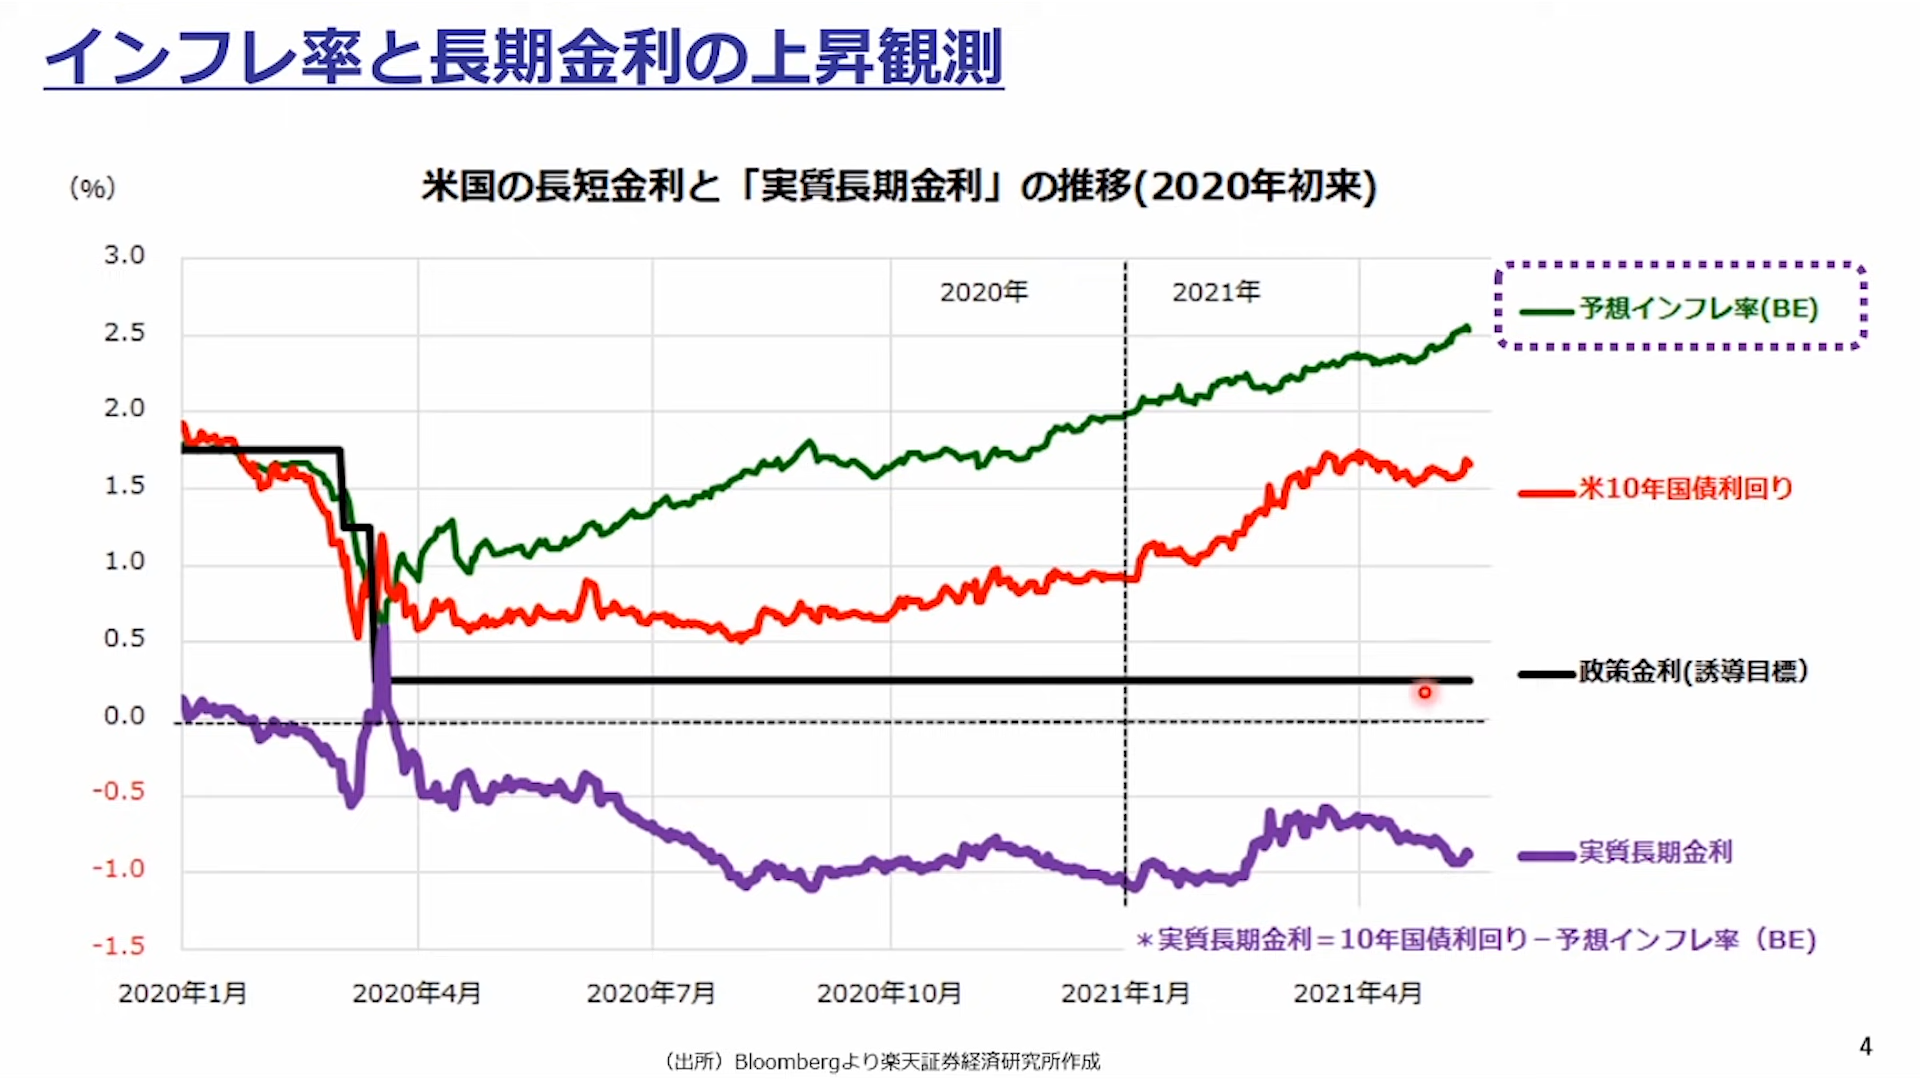 インフレ率と長期金利の上昇観測
米国の長短金利と「実質長期金利」の推移(2020年初来)
（%）
3.0
2.5
2.0
1.5
1.0
0.5
0.0
-0.5
-1.0
-1.5
2020年
2021年
予想インフレ率(BE)
米10年国債利回り
政策金利(誘導目標）
実質長期金利
＊実質長期金利＝10年国債利回り－予想インフレ率（BE)
2020年1月
2020年4月
2020年7月
2020年10月
2021年1月
2021年4月
（出所）Bloombergより楽天証券経済研究所作成
4